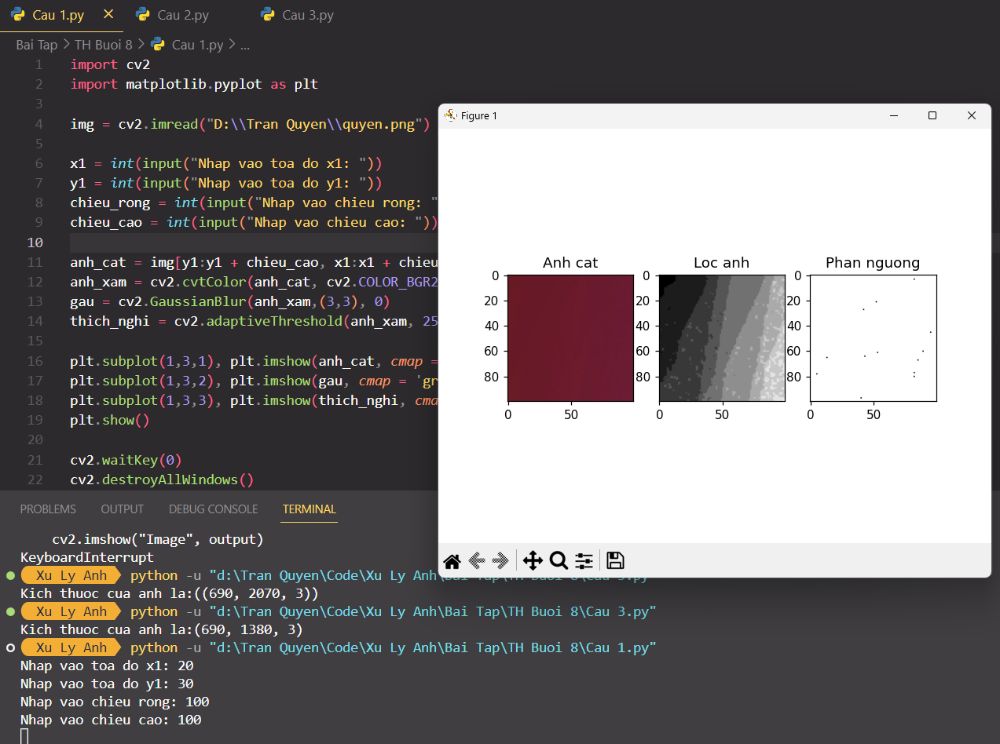 Cau 1.py
Cau 2.py
Cau 3.py
Bai Tap > TH Buoi 8 > Cau 1.py > ...
1 import cv2
2 import matplotlib.pyplot as plt
3
4 img = cv2.imread("D:\\Tran Quyen\\quyen.png")
5
6 x1 = int(input("Nhap vao toa do x1: "))
7 y1 = int(input("Nhap vao toa do y1: "))
8 chieu_rong = int(input("Nhap vao chieu rong: "
9 chieu_cao = int(input("Nhap vao chieu cao: "))
10
11 anh_cat = img[y1:y1 + chieu_cao, x1:x1 + chieu
12 anh_xam = cv2.cvtColor(anh_cat, cv2.COLOR_BGR2
13 gau = cv2.GaussianBlur(anh_xam,(3,3), 0)
14 thich_nghi = cv2.adaptiveThreshold(anh_xam, 25
15
16 plt.subplot(1,3,1), plt.imshow(anh_cat, cmap =
17 plt.subplot(1,3,2), plt.imshow(gau, cmap = 'gr
18 plt.subplot(1,3,3), plt.imshow(thich_nghi, cma
19 plt.show()
20
21 cv2.waitKey(0)
22 cv2.destroyAllWindows()
Figure 1
Anh cat
0
20
40
60
80
0 50
Loc anh
0
20
40
60
80
0 50
Phan nguong
0
20
40
60
80
0 50
PROBLEMS OUTPUT DEBUG CONSOLE TERMINAL
cv2.imshow("Image", output)
KeyboardInterrupt
Xu Ly Anh python -u "d:\Tran Quyen\Code\Xu Ly Anh\Bai Tap\TH Buoi 8\Cau 3.py"
Kich thuoc cua anh la:((690, 2070, 3))
Xu Ly Anh python -u "d:\Tran Quyen\Code\Xu Ly Anh\Bai Tap\TH Buoi 8\Cau 3.py"
Kich thuoc cua anh la:(690, 1380, 3)
Xu Ly Anh python -u "d:\Tran Quyen\Code\Xu Ly Anh\Bai Tap\TH Buoi 8\Cau 1.py"
Nhap vao toa do x1: 20
Nhap vao toa do y1: 30
Nhap vao chieu rong: 100
Nhap vao chieu cao: 100